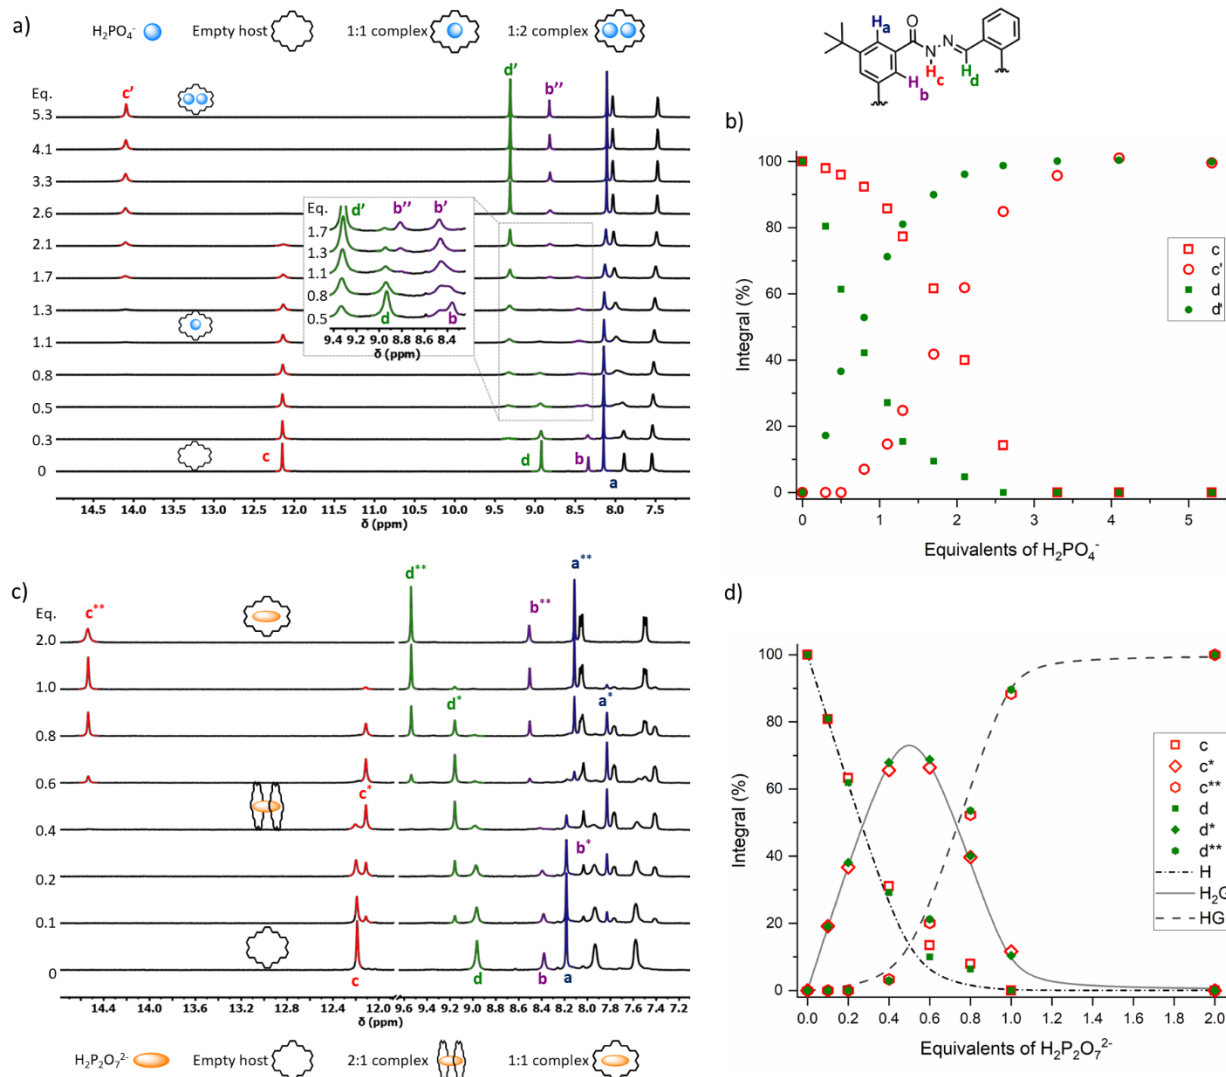 a)
H₂PO₄⁻
Empty host
1:1 complex
1:2 complex
Eq.
5.3
4.1
3.3
2.6
2.1
1.7
1.3
1.1
0.8
0.5
0.3
0
c'
d'
b''
c
d
b
a
Eq.
1.7
1.3
1.1
0.8
0.5
d'
b''
b'
d
b
9.4 9.2 9.0 8.8 8.6 8.4
δ (ppm)
14.5 14.0 13.5 13.0 12.5 12.0 11.5 11.0 10.5 10.0 9.5 9.0 8.5 8.0 7.5
δ (ppm)
Ha
O
N
N
H
c
H
d
H
b
b)
Integral (%)
100
80
60
40
20
0
0 1 2 3 4 5
Equivalents of H₂PO₄⁻
c
c'
d
d'
c)
Eq.
2.0
1.0
0.8
0.6
0.4
0.2
0.1
0
c**
d**
b**
a**
d*
a*
c*
b*
c
d
b
a
14.4 14.0 13.6 13.2 12.8 12.4 12.0 9.6 9.4 9.2 9.0 8.8 8.6 8.4 8.2 8.0 7.8 7.6 7.4 7.2
δ (ppm)
H₂P₂O₇²⁻
Empty host
2:1 complex
1:1 complex
d)
Integral (%)
100
80
60
40
20
0
0.0 0.2 0.4 0.6 0.8 1.0 1.2 1.4 1.6 1.8 2.0
Equivalents of H₂P₂O₇²⁻
c
c*
c**
d
d*
d**
H
H₂G
HG